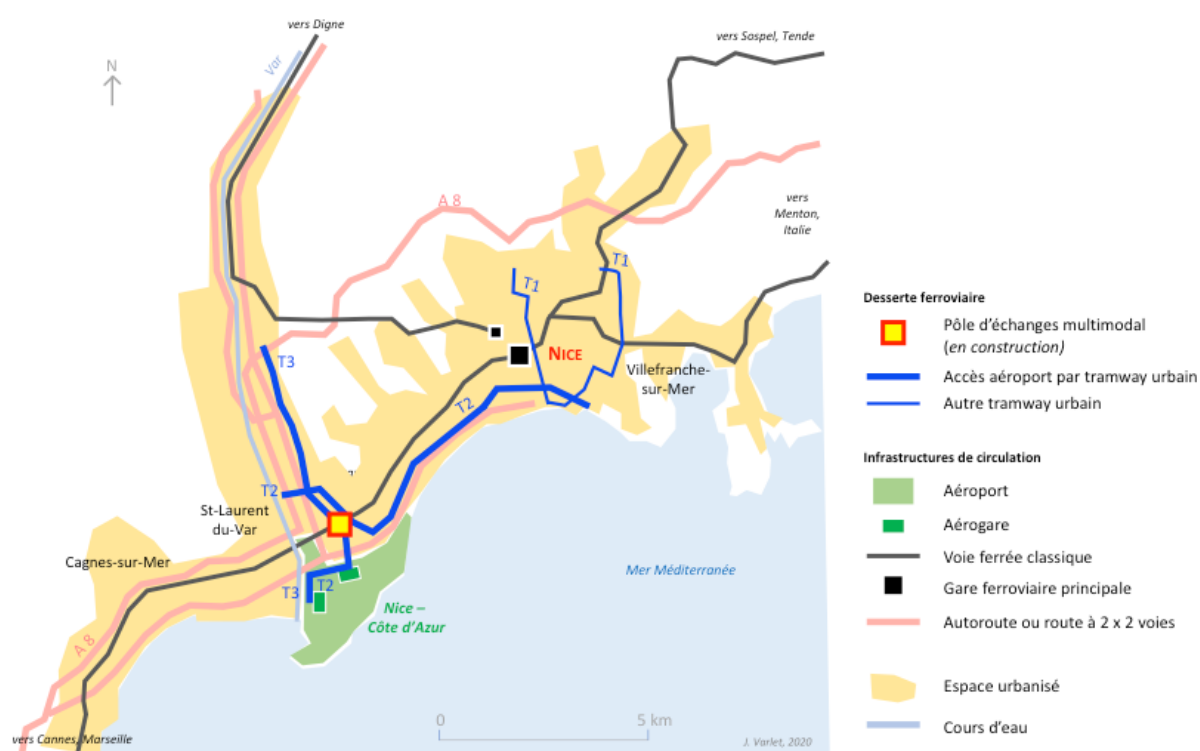 vers Digne
vers Sospel, Tende
N
Var
A 8
vers
Menton,
Italie
T1
T1
T3
NICE
Villefranche-
sur-Mer
T2
T2
St-Laurent
du-Var
Cagnes-sur-Mer
Mer Méditerranée
T2
T3
Nice –
Côte d'Azur
A 8
0
5 km
vers Cannes, Marseille
J. Varlet, 2020
Desserte ferroviaire
Pôle d'échanges multimodal
(en construction)
Accès aéroport par tramway urbain
Autre tramway urbain
Infrastructures de circulation
Aéroport
Aérogare
Voie ferrée classique
Gare ferroviaire principale
Autoroute ou route à 2 x 2 voies
Espace urbanisé
Cours d'eau